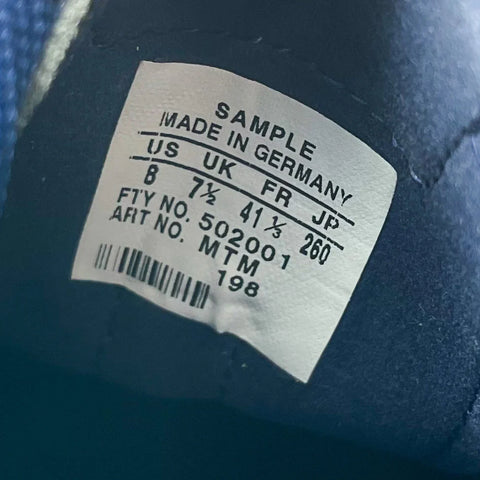 SAMPLE
MADE IN GERMANY
US UK FR JP
8 7½ 41⅓ 260
FTY NO. 502001
ART NO. MTM
198